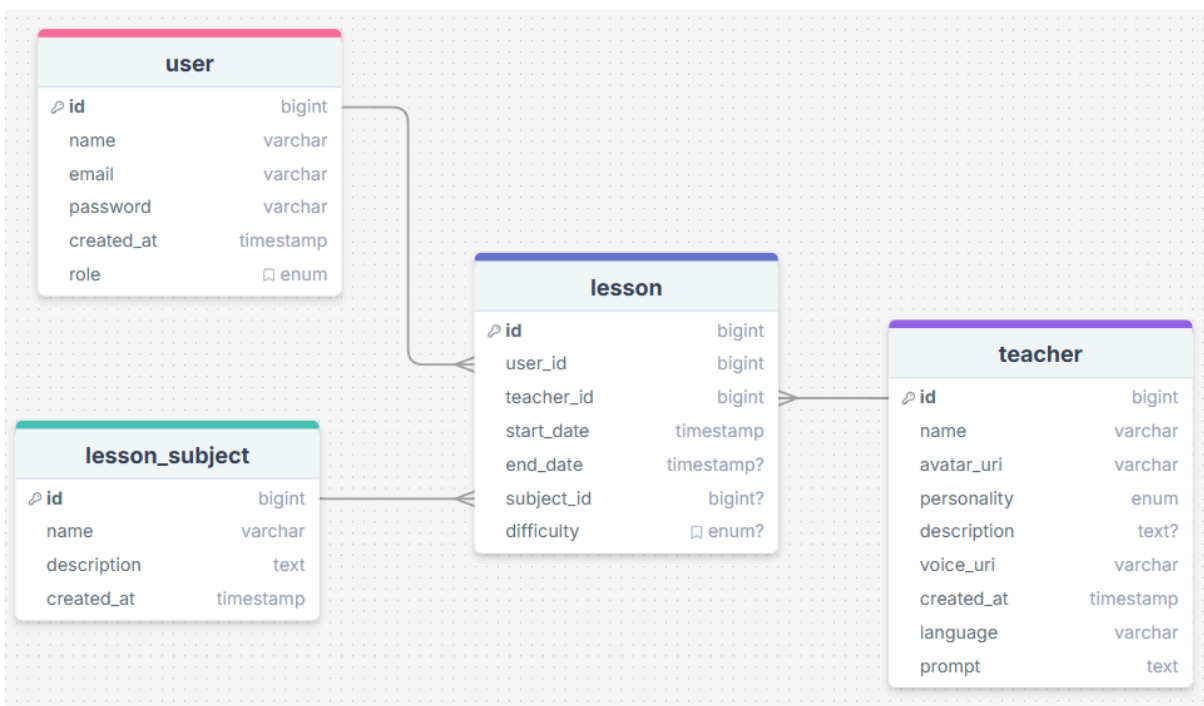 user
id bigint
name varchar
email varchar
password varchar
created_at timestamp
role enum
lesson
id bigint
user_id bigint
teacher_id bigint
start_date timestamp
end_date timestamp?
subject_id bigint?
difficulty enum?
teacher
id bigint
name varchar
avatar_uri varchar
personality enum
description text?
voice_uri varchar
created_at timestamp
language varchar
prompt text
lesson_subject
id bigint
name varchar
description text
created_at timestamp